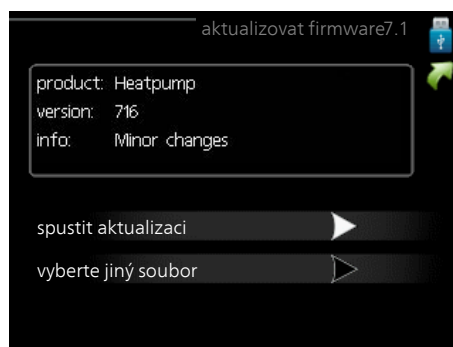 aktualizovat firmware7.1
product: Heatpump
version: 716
info: Minor changes
spustit aktualizaci
vyberte jiný soubor